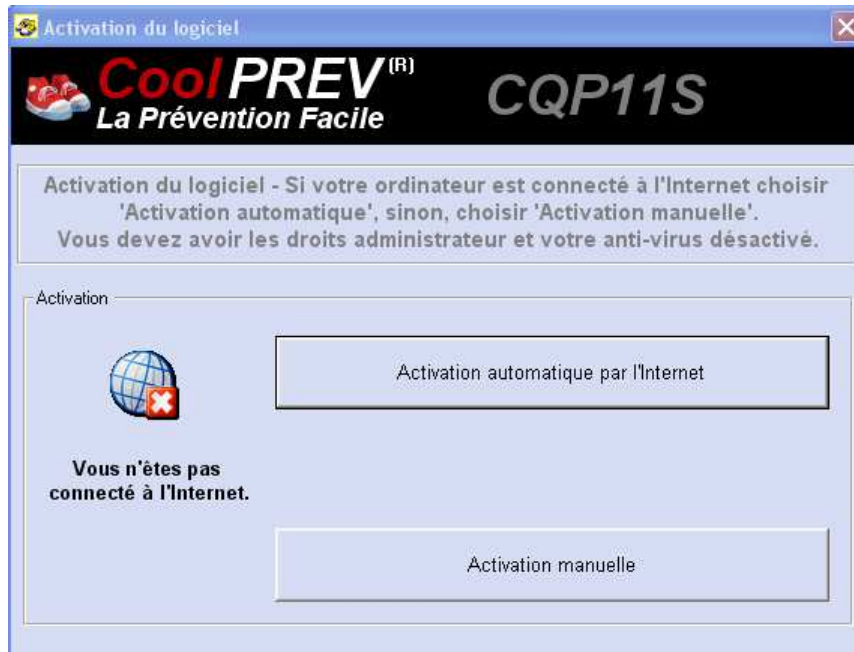 Activation du logiciel
Cool PREV (R)
La Prévention Facile
CQP11S
Activation du logiciel - Si votre ordinateur est connecté à l'Internet choisir
'Activation automatique', sinon, choisir 'Activation manuelle'.
Vous devez avoir les droits administrateur et votre anti-virus désactivé.
Activation
Activation automatique par l'Internet
Vous n'êtes pas
connecté à l'Internet.
Activation manuelle